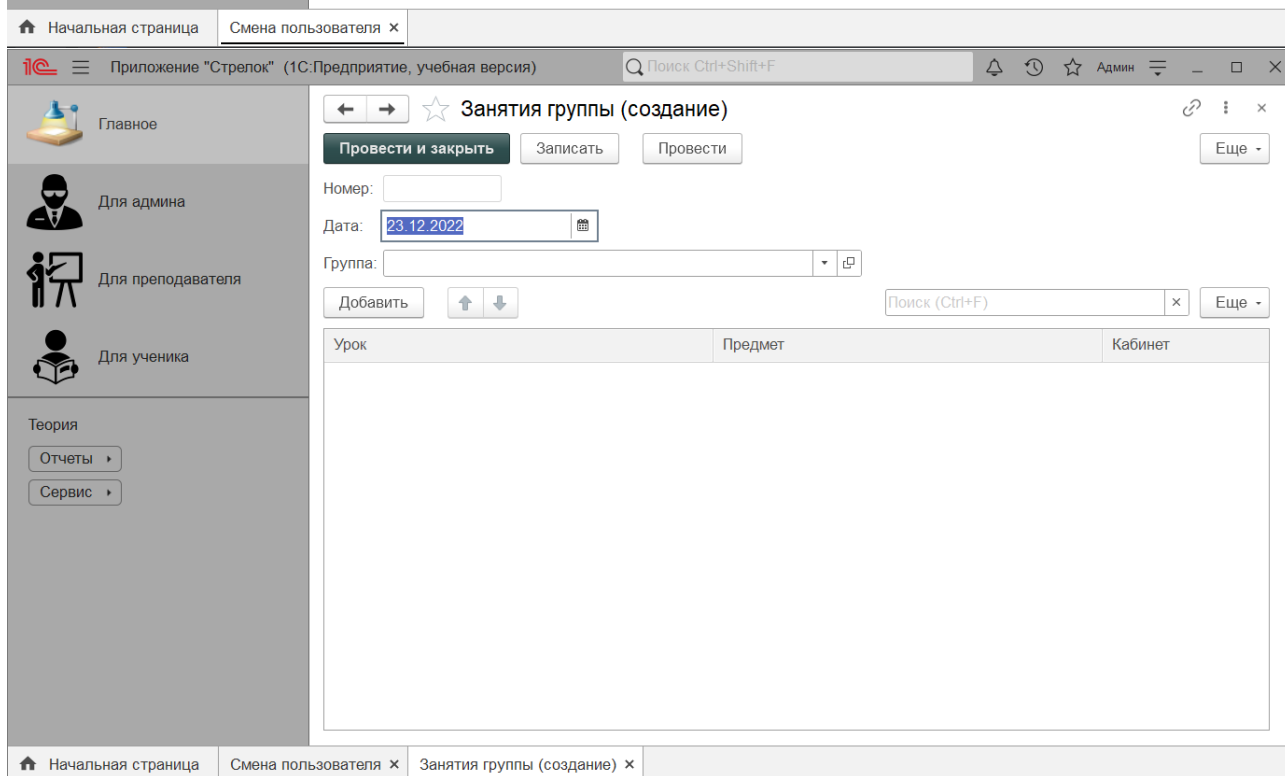 Начальная страница Смена пользователя ×
1С Приложение "Стрелок" (1С:Предприятие, учебная версия) Поиск Ctrl+Shift+F Админ
Главное
Для админа
Для преподавателя
Для ученика
Теория
Отчеты
Сервис
Занятия группы (создание)
Провести и закрыть Записать Провести Еще
Номер:
Дата: 23.12.2022
Группа:
Добавить Поиск (Ctrl+F) × Еще
Урок Предмет Кабинет
Начальная страница Смена пользователя × Занятия группы (создание) ×